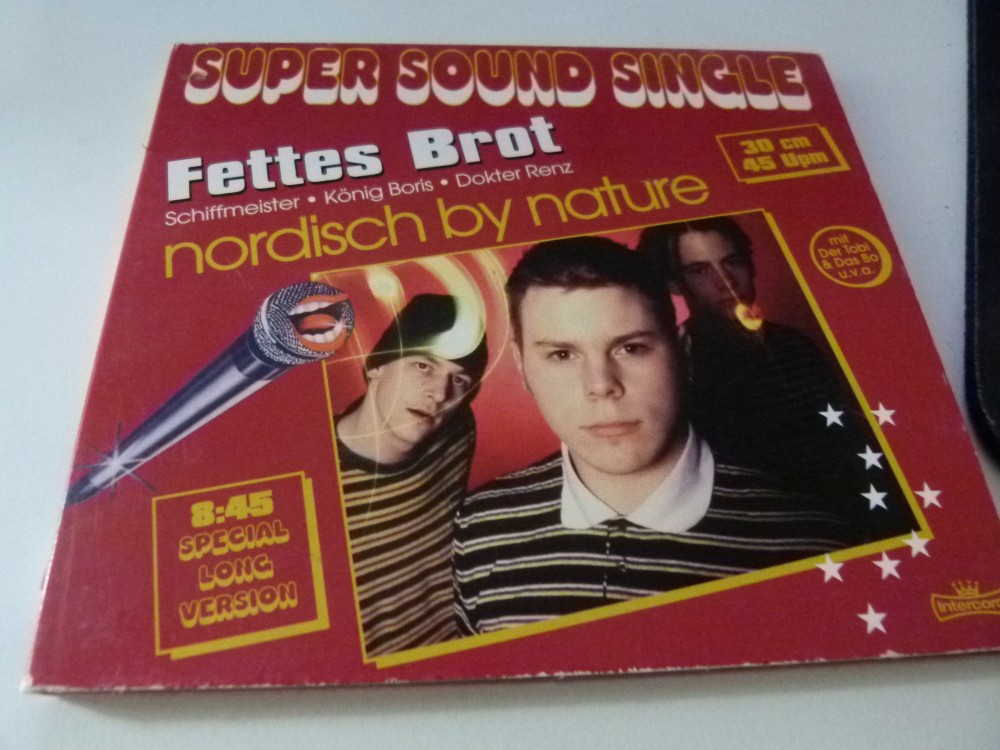 SUPER SOUND SINGLE
Fettes Brot
Schiffmeister • König Boris • Dokter Renz
nordisch by nature
30 cm
45 Upm
mit
Der Tobi
& Das Bo
u.v.a.
8:45
SPECIAL
LONG
VERSION
Intercord